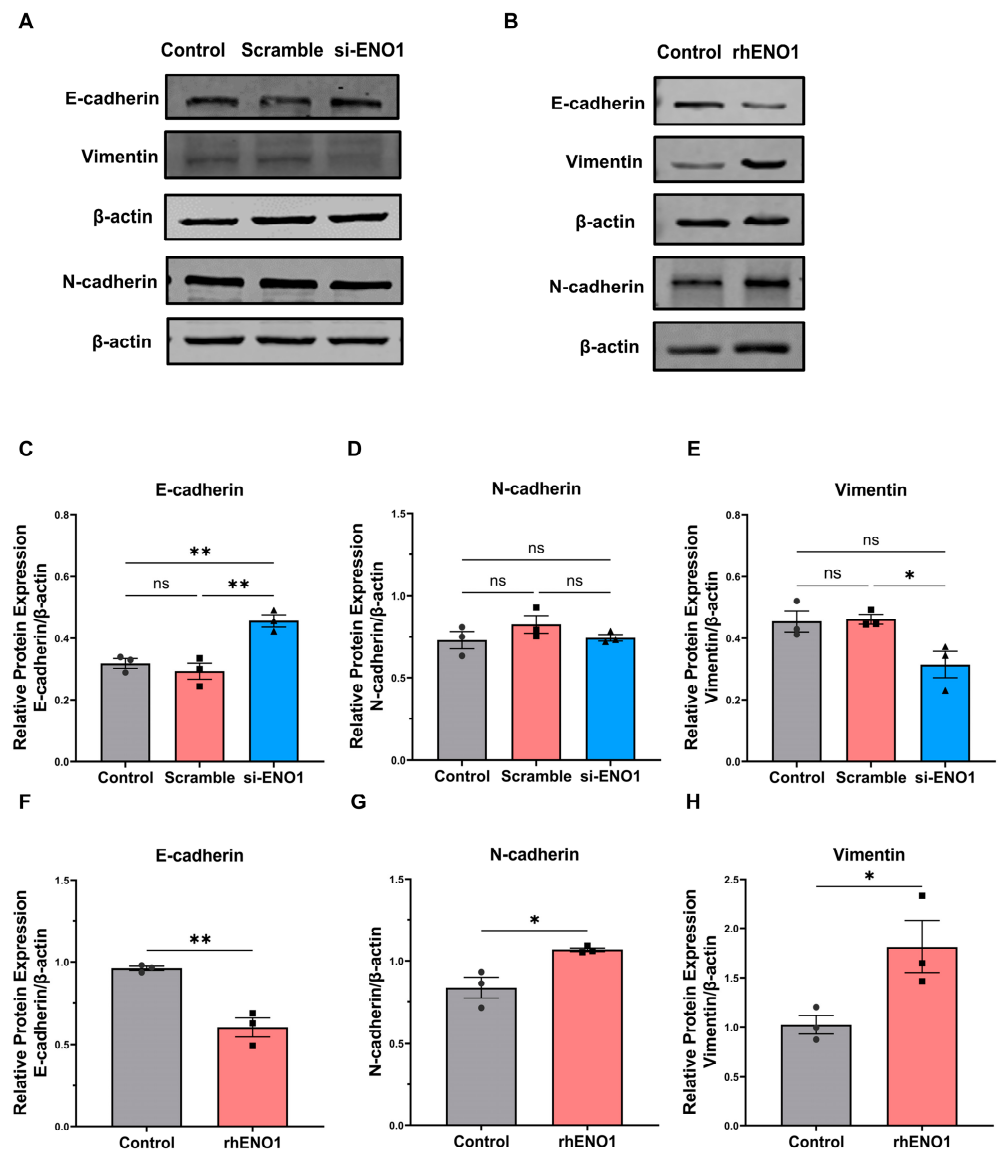 A
Control Scramble si-ENO1
E-cadherin
Vimentin
β-actin
N-cadherin
β-actin
B
Control rhENO1
E-cadherin
Vimentin
β-actin
N-cadherin
β-actin
C
E-cadherin
Relative Protein Expression
E-cadherin/β-actin
0.8
0.6
0.4
0.2
0.0
**
ns
**
Control Scramble si-ENO1
D
N-cadherin
Relative Protein Expression
N-cadherin/β-actin
1.5
1.0
0.5
0.0
ns
ns
ns
Control Scramble si-ENO1
E
Vimentin
Relative Protein Expression
Vimentin/β-actin
0.8
0.6
0.4
0.2
0.0
ns
ns
*
Control Scramble si-ENO1
F
E-cadherin
Relative Protein Expression
E-cadherin/β-actin
1.5
1.0
0.5
0.0
**
Control rhENO1
G
N-cadherin
Relative Protein Expression
N-cadherin/β-actin
1.5
1.0
0.5
0.0
*
Control rhENO1
H
Vimentin
Relative Protein Expression
Vimentin/β-actin
2.5
2.0
1.5
1.0
0.5
0.0
*
Control rhENO1